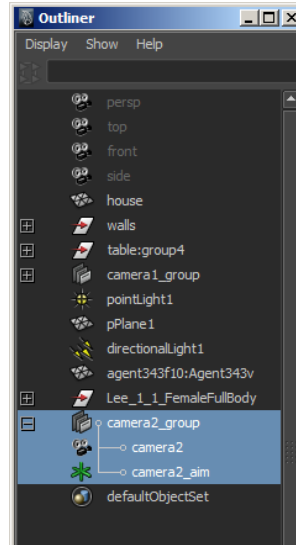 Outliner
Display Show Help
persp
top
front
side
house
walls
table:group4
camera1_group
pointLight1
pPlane1
directionalLight1
agent343f10:Agent343v
Lee_1_1_FemaleFullBody
camera2_group
camera2
camera2_aim
defaultObjectSet